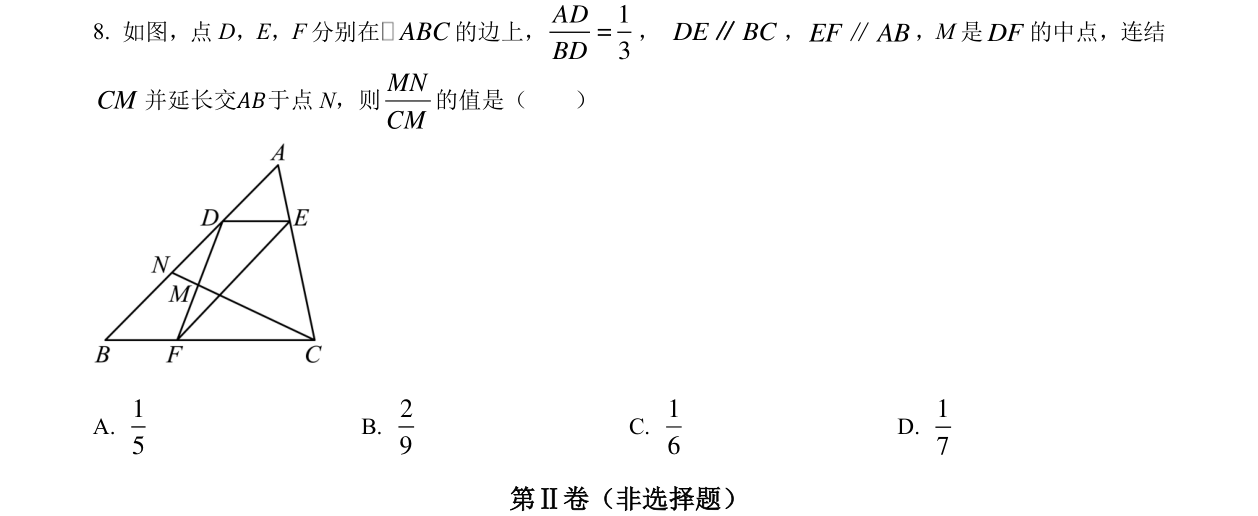 8. 如图，点 D，E，F 分别在□ABC 的边上，AD/BD=1/3， DE∥BC，EF∥AB，M 是 DF 的中点，连结
CM 并延长交AB于点 N，则 MN/CM 的值是（　　）
A
D
E
N
M
B
F
C
A. 1/5
B. 2/9
C. 1/6
D. 1/7
第Ⅱ卷（非选择题）